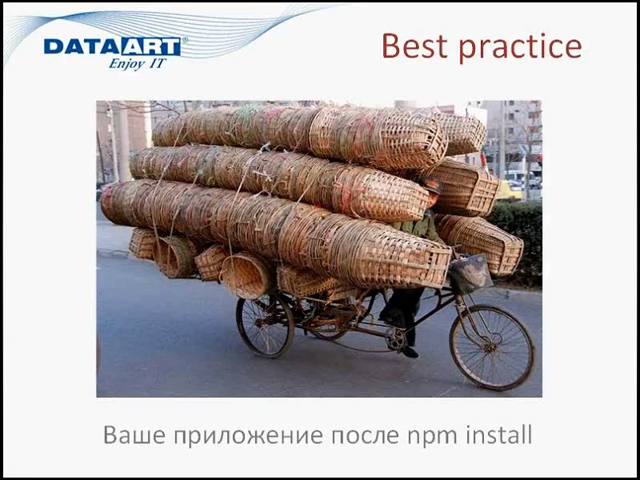 DATAART®
Enjoy IT
Best practice
Ваше приложение после npm install